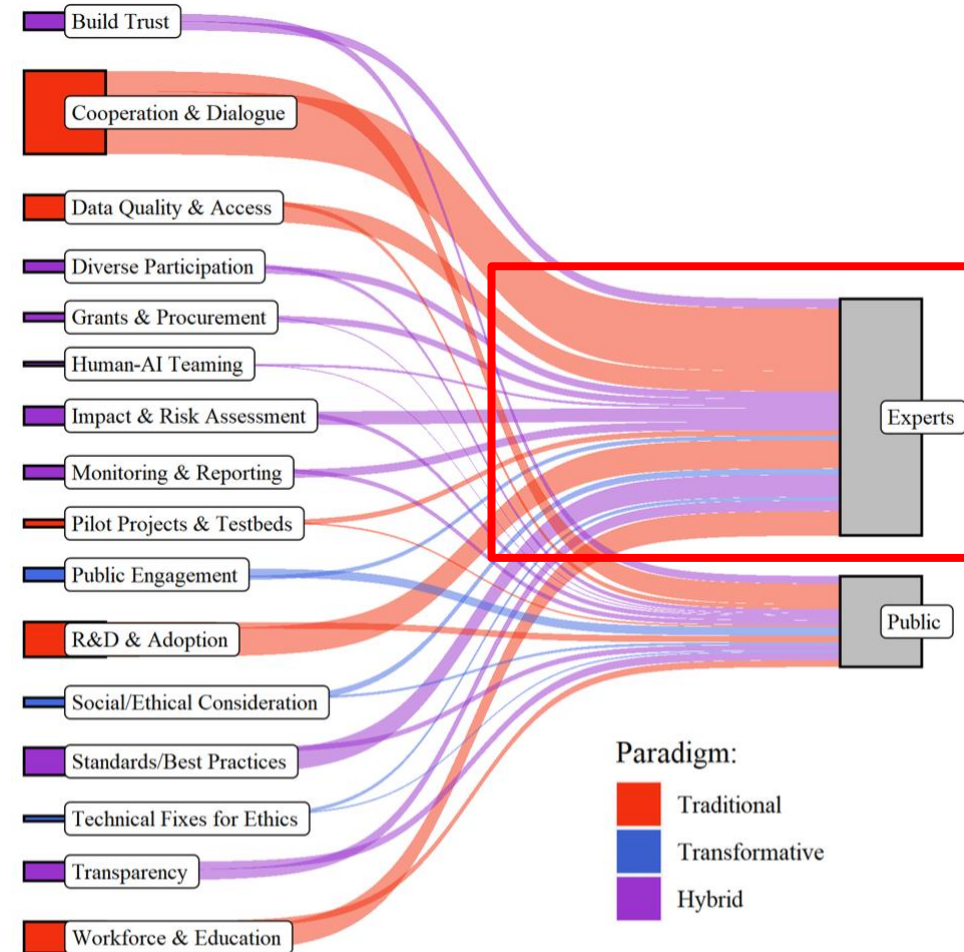 Build Trust
Cooperation & Dialogue
Data Quality & Access
Diverse Participation
Grants & Procurement
Human-AI Teaming
Impact & Risk Assessment
Monitoring & Reporting
Pilot Projects & Testbeds
Public Engagement
R&D & Adoption
Social/Ethical Consideration
Standards/Best Practices
Technical Fixes for Ethics
Transparency
Workforce & Education
Experts
Public
Paradigm:
Traditional
Transformative
Hybrid